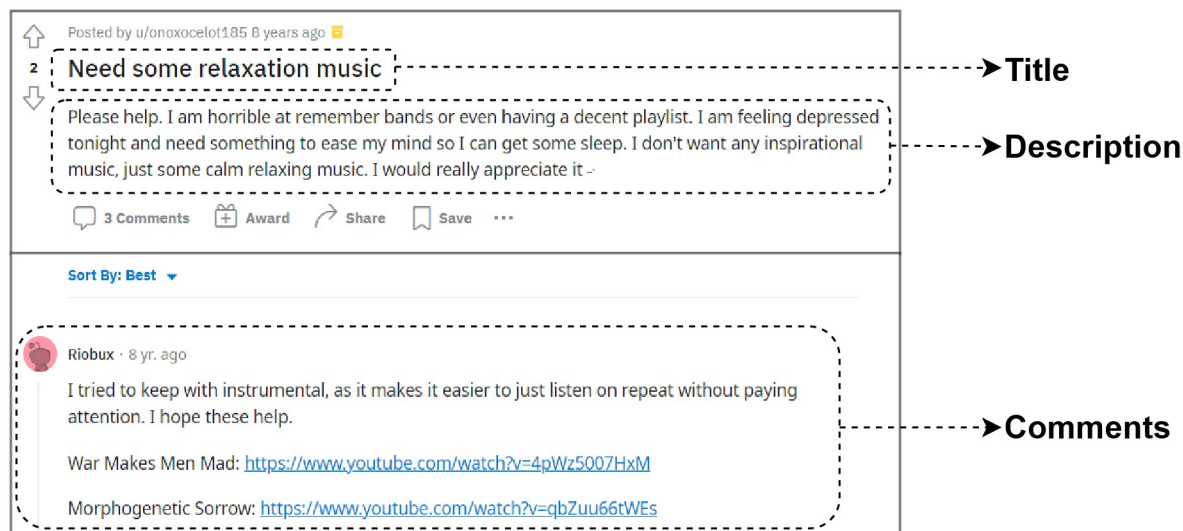 Posted by u/onoxocelot185 8 years ago
2
Need some relaxation music
Title
Please help. I am horrible at remember bands or even having a decent playlist. I am feeling depressed
tonight and need something to ease my mind so I can get some sleep. I don't want any inspirational
music, just some calm relaxing music. I would really appreciate it
Description
3 Comments Award Share Save ...
Sort By: Best
Riobux · 8 yr. ago
I tried to keep with instrumental, as it makes it easier to just listen on repeat without paying
attention. I hope these help.
Comments
War Makes Men Mad: https://www.youtube.com/watch?v=4pWz5007HxM
Morphogenetic Sorrow: https://www.youtube.com/watch?v=qbZuu66tWEs